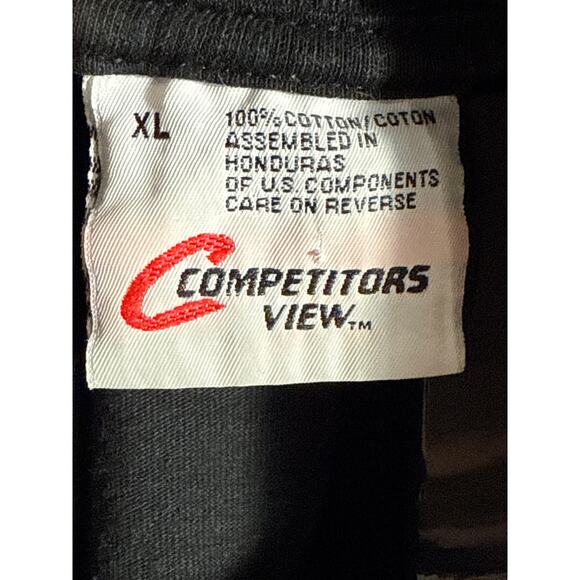 XL
100% COTTON/COTON
ASSEMBLED IN
HONDURAS
OF U.S. COMPONENTS
CARE ON REVERSE
C COMPETITORS
VIEW™